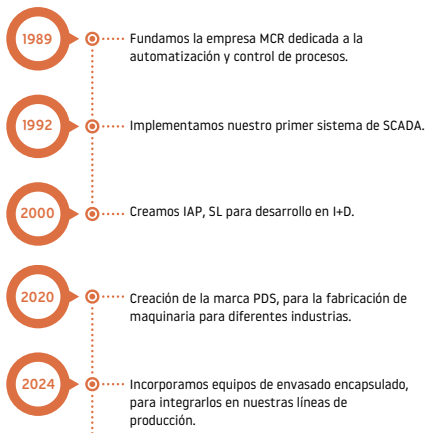 1989
Fundamos la empresa MCR dedicada a la
automatización y control de procesos.
1992
Implementamos nuestro primer sistema de SCADA.
2000
Creamos IAP, SL para desarrollo en I+D.
2020
Creación de la marca PDS, para la fabricación de
maquinaria para diferentes industrias.
2024
Incorporamos equipos de envasado encapsulado,
para integrarlos en nuestras líneas de
producción.